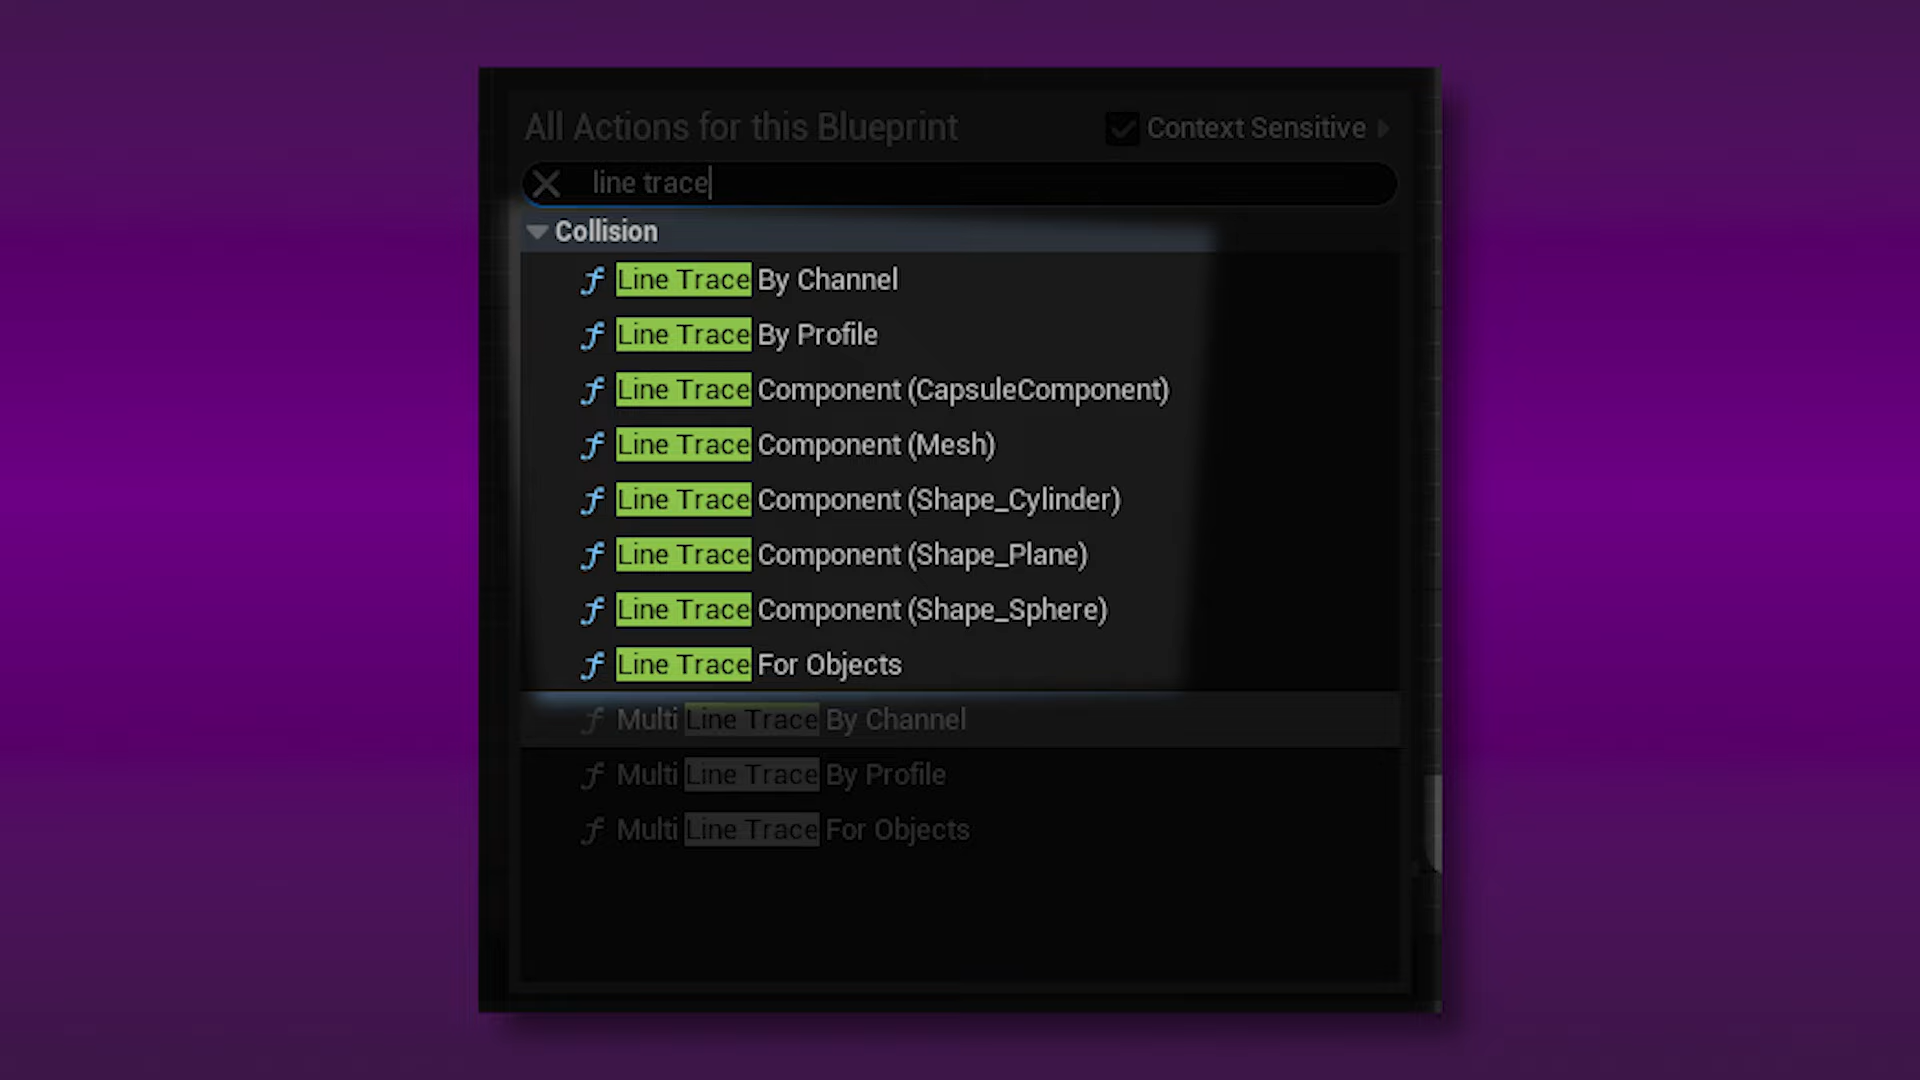 All Actions for this Blueprint
Context Sensitive
line trace
Collision
Line Trace By Channel
Line Trace By Profile
Line Trace Component (CapsuleComponent)
Line Trace Component (Mesh)
Line Trace Component (Shape_Cylinder)
Line Trace Component (Shape_Plane)
Line Trace Component (Shape_Sphere)
Line Trace For Objects
Multi Line Trace By Channel
Multi Line Trace By Profile
Multi Line Trace For Objects